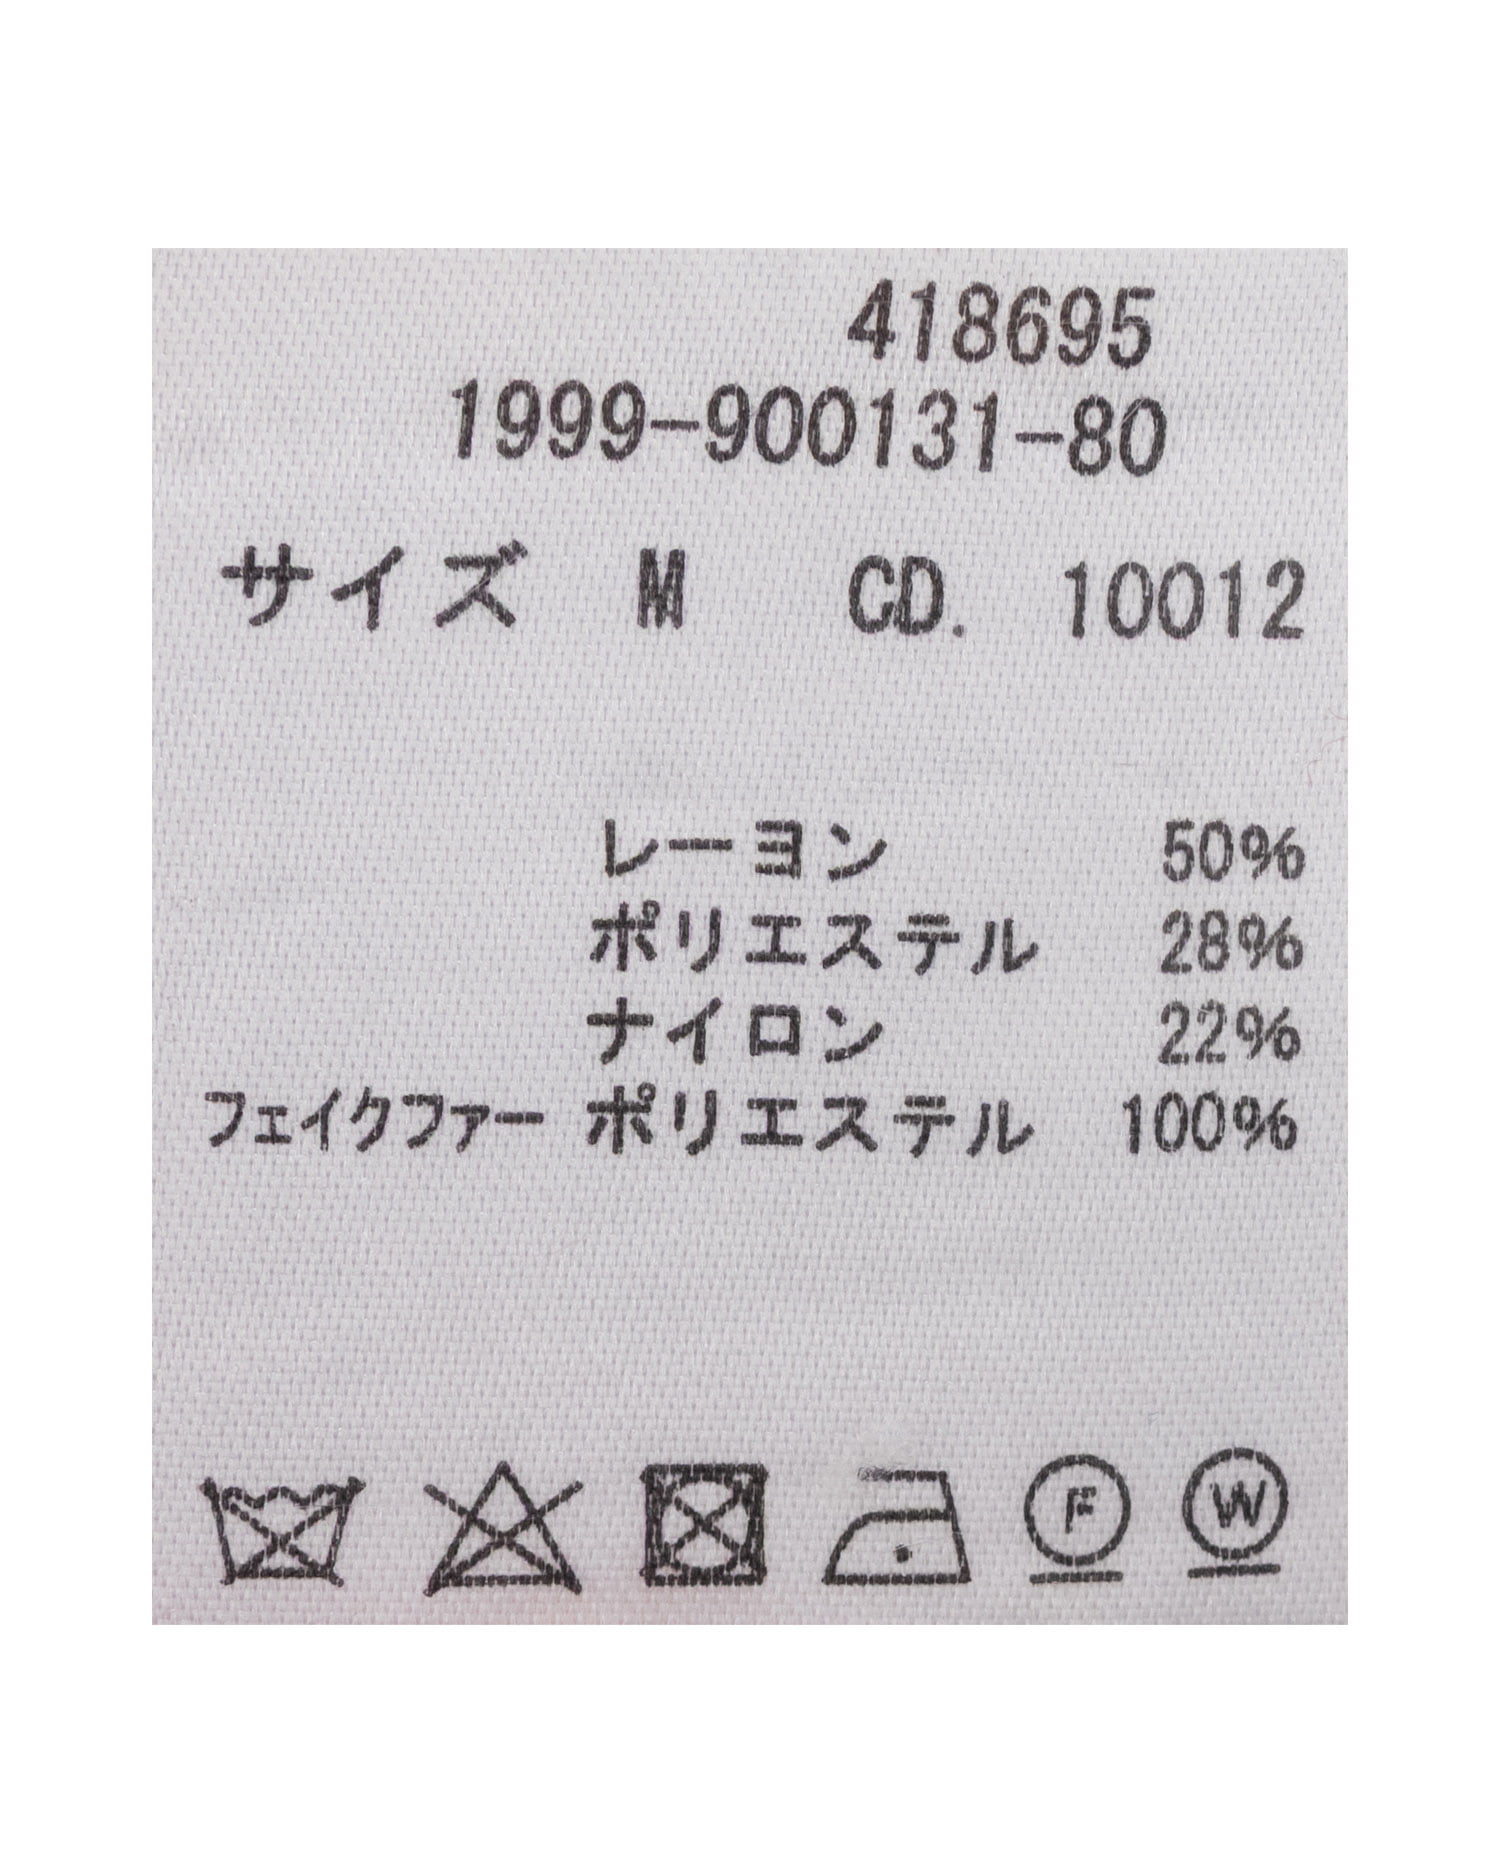 418695
1999-900131-80
サイズ M CD. 10012
レーヨン 50%
ポリエステル 28%
ナイロン 22%
フェイクファー ポリエステル 100%
F W